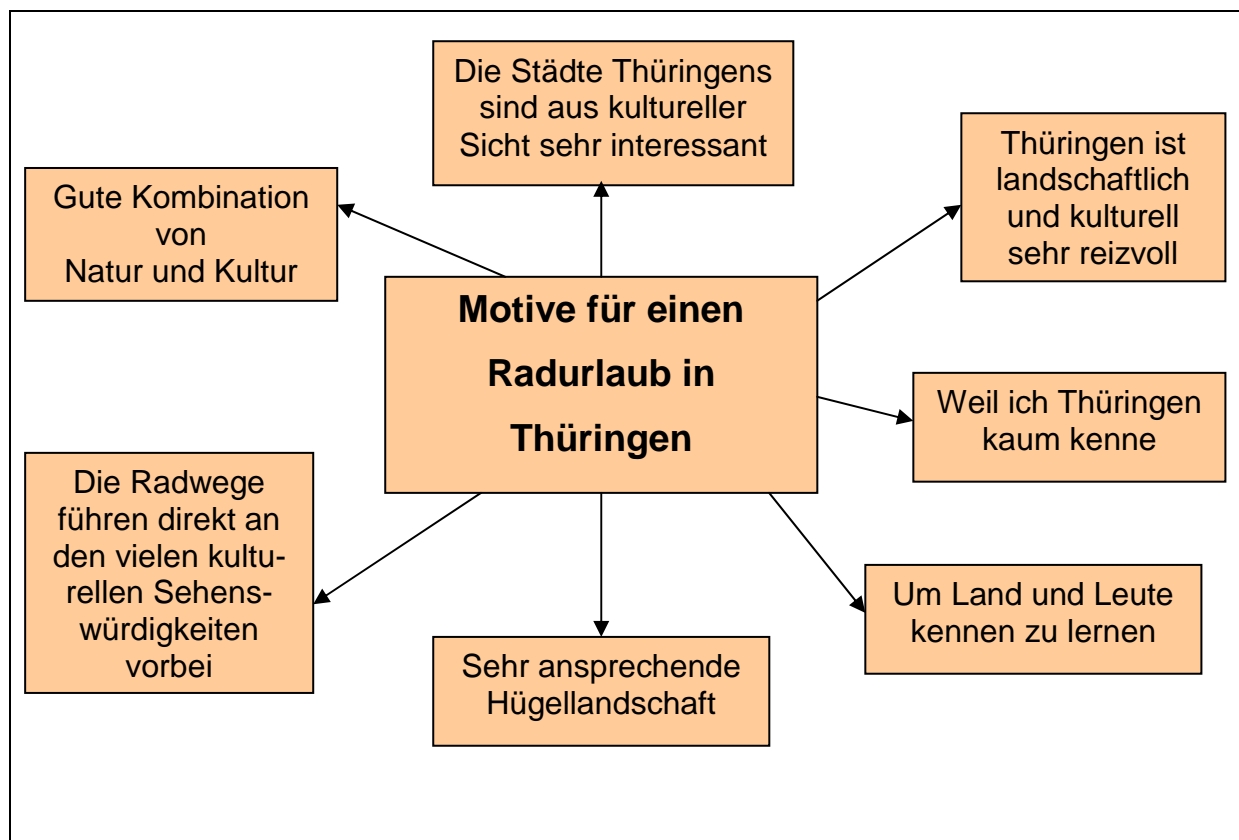 Die Städte Thüringens
sind aus kultureller
Sicht sehr interessant
Thüringen ist
landschaftlich
und kulturell
sehr reizvoll
Gute Kombination
von
Natur und Kultur
Motive für einen
Radurlaub in
Thüringen
Weil ich Thüringen
kaum kenne
Die Radwege
führen direkt an
den vielen kultu-
rellen Sehens-
würdigkeiten
vorbei
Um Land und Leute
kennen zu lernen
Sehr ansprechende
Hügellandschaft